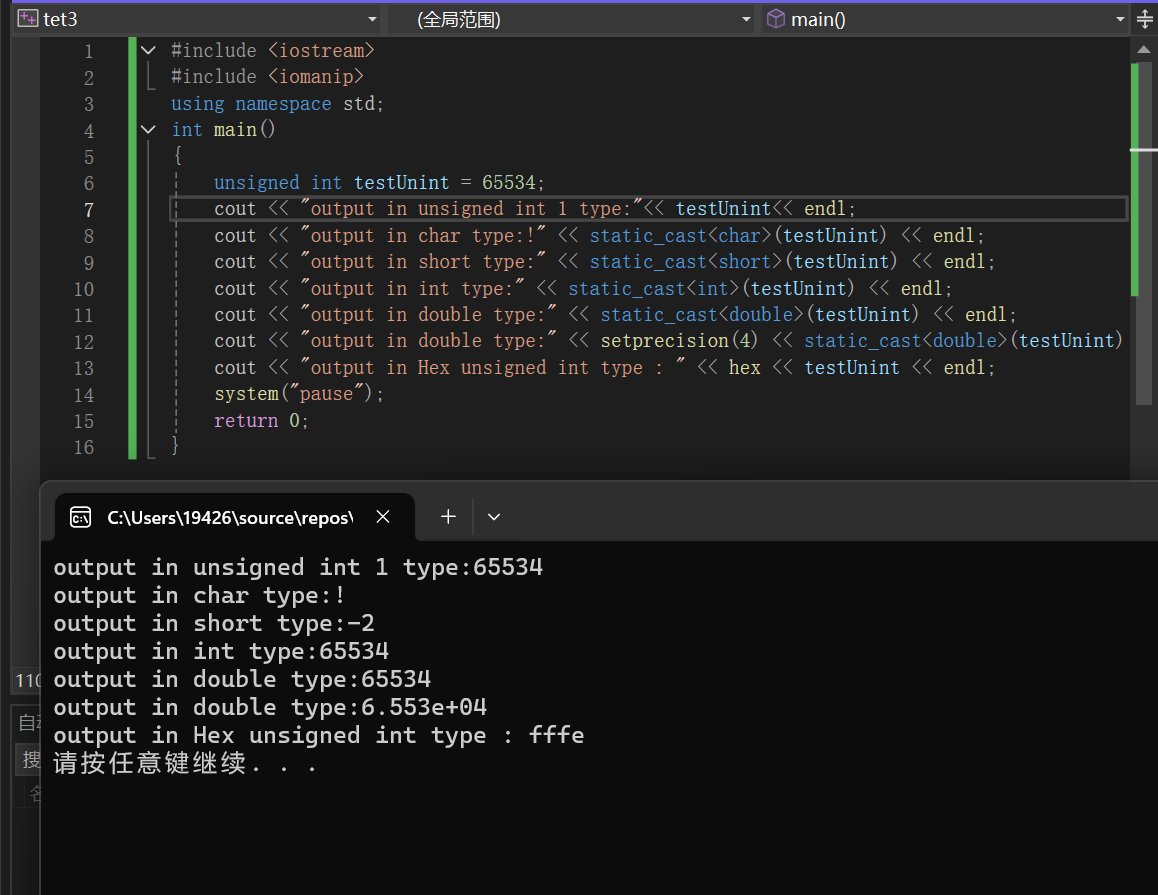 tet3 (全局范围) main()
1 #include <iostream>
2 #include <iomanip>
3 using namespace std;
4 int main()
5 {
6 unsigned int testUnint = 65534;
7 cout << "output in unsigned int 1 type:"<< testUnint<< endl;
8 cout << "output in char type:!" << static_cast<char>(testUnint) << endl;
9 cout << "output in short type:" << static_cast<short>(testUnint) << endl;
10 cout << "output in int type:" << static_cast<int>(testUnint) << endl;
11 cout << "output in double type:" << static_cast<double>(testUnint) << endl;
12 cout << "output in double type:" << setprecision(4) << static_cast<double>(testUnint)
13 cout << "output in Hex unsigned int type : " << hex << testUnint << endl;
14 system("pause");
15 return 0;
16 }
C:\Users\19426\source\repos\
output in unsigned int 1 type:65534
output in char type:!
output in short type:-2
output in int type:65534
110
output in double type:65534
output in double type:6.553e+04
自动
output in Hex unsigned int type : fffe
搜
请按任意键继续. . .
名